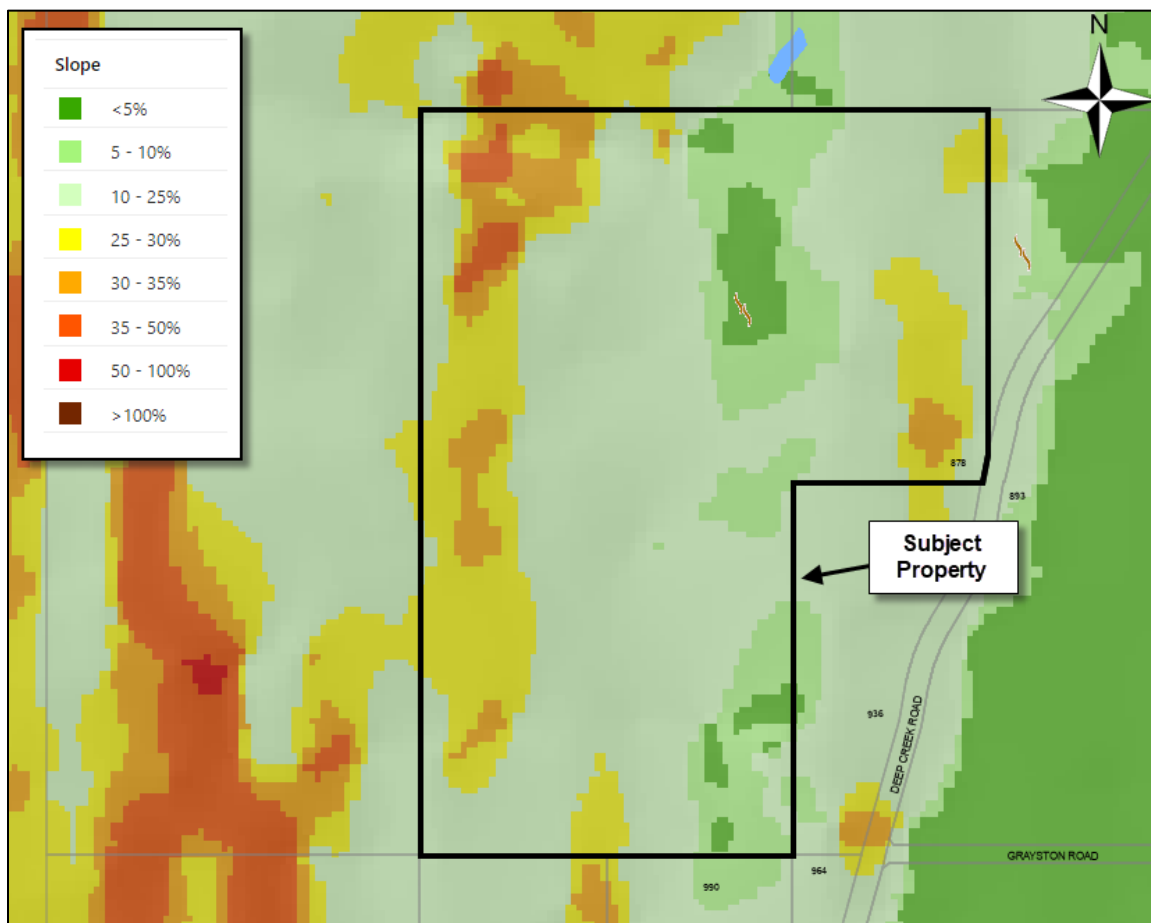 N
Slope
<5%
5 - 10%
10 - 25%
25 - 30%
30 - 35%
35 - 50%
50 - 100%
>100%
878
893
Subject
Property
936
DEEP CREEK ROAD
GRAYSTON ROAD
964
990